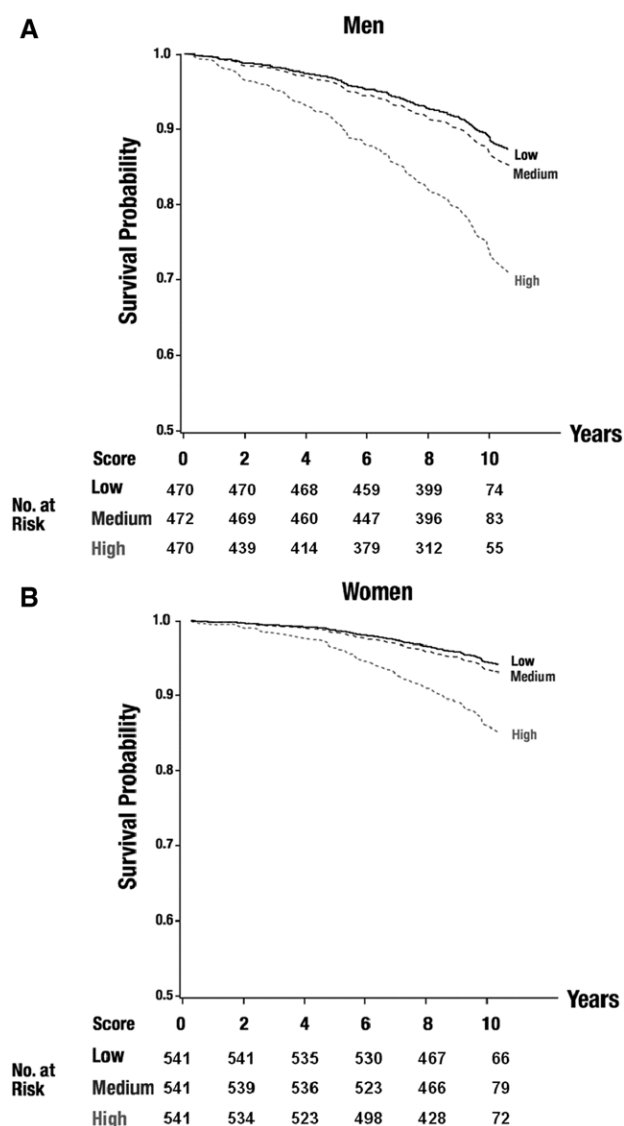 A
Men
1.0
0.9
0.8
0.7
0.6
0.5
Survival Probability
Low
Medium
High
Years
Score 0 2 4 6 8 10
No. at Risk
Low 470 470 468 459 399 74
Medium 472 469 460 447 396 83
High 470 439 414 379 312 55
B
Women
1.0
0.9
0.8
0.7
0.6
0.5
Survival Probability
Low
Medium
High
Years
Score 0 2 4 6 8 10
No. at Risk
Low 541 541 535 530 467 66
Medium 541 539 536 523 466 79
High 541 534 523 498 428 72